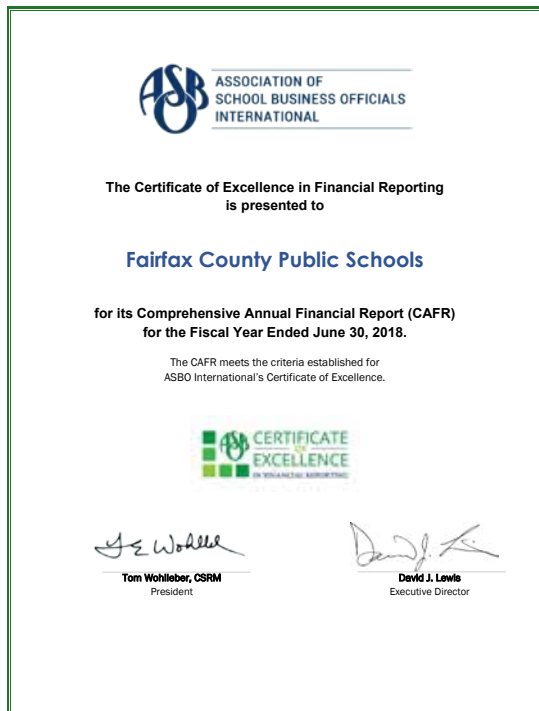 ASBO
ASSOCIATION OF
SCHOOL BUSINESS OFFICIALS
INTERNATIONAL
The Certificate of Excellence in Financial Reporting
is presented to
Fairfax County Public Schools
for its Comprehensive Annual Financial Report (CAFR)
for the Fiscal Year Ended June 30, 2018.
The CAFR meets the criteria established for
ASBO International's Certificate of Excellence.
ASBO
CERTIFICATE
OF
EXCELLENCE
IN FINANCIAL REPORTING
Tom Wohlleber, CSRM
President
David J. Lewis
Executive Director